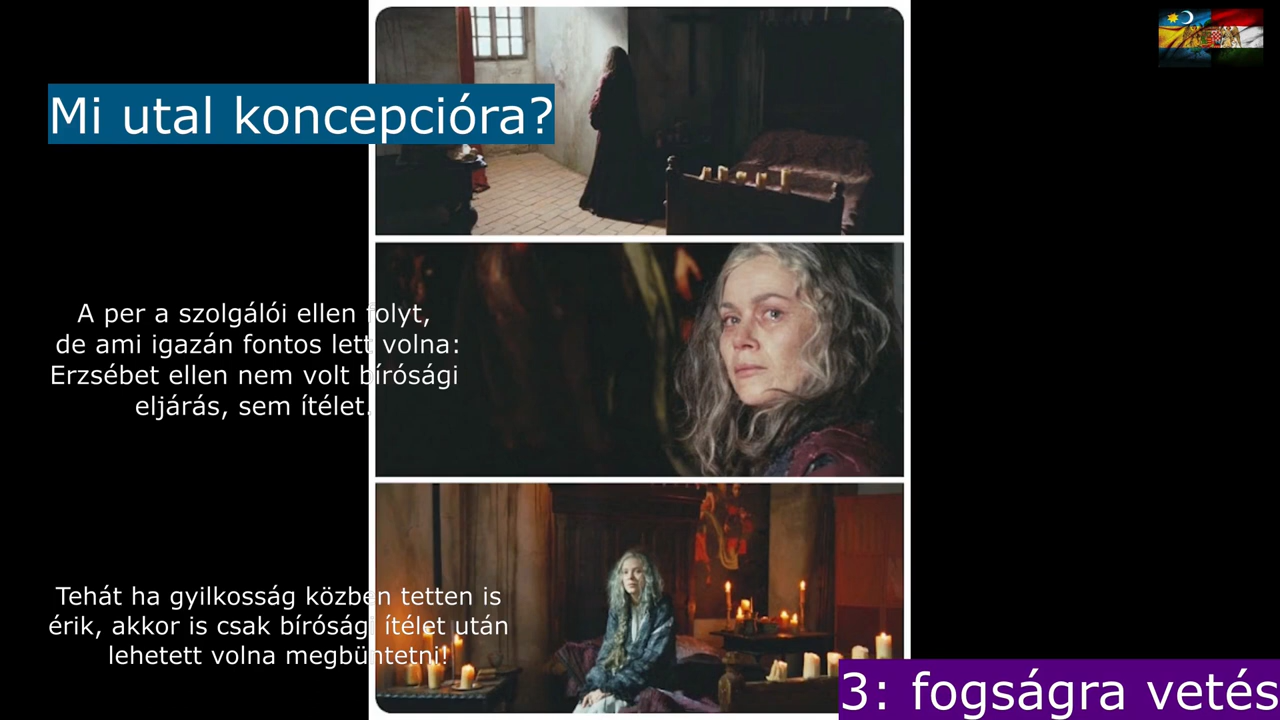 Mi utal koncepcióra?
A per a szolgálói ellen folyt,
de ami igazán fontos lett volna:
Erzsébet ellen nem volt bírósági
eljárás, sem ítélet.
Tehát ha gyilkosság közben tetten is
érik, akkor is csak bírósági ítélet után
lehetett volna megbüntetni!
3: fogságra vetés